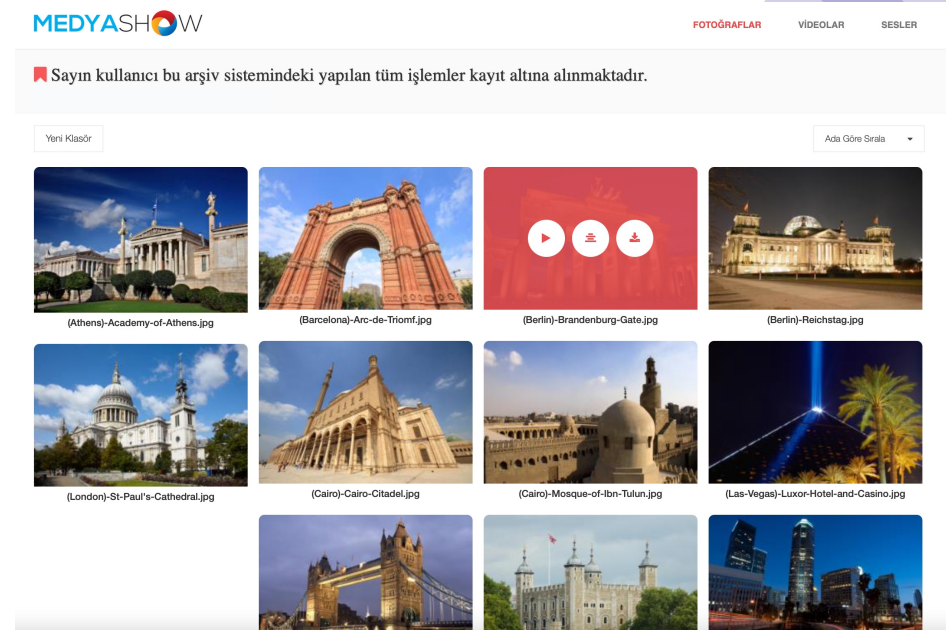 MEDYASHOW
FOTOĞRAFLAR
VİDEOLAR
SESLER
Sayın kullanıcı bu arşiv sistemindeki yapılan tüm işlemler kayıt altına alınmaktadır.
Yeni Klasör
Ada Göre Sırala
(Athens)-Academy-of-Athens.jpg
(Barcelona)-Arc-de-Triomf.jpg
(Berlin)-Brandenburg-Gate.jpg
(Berlin)-Reichstag.jpg
(London)-St-Paul's-Cathedral.jpg
(Cairo)-Cairo-Citadel.jpg
(Cairo)-Mosque-of-Ibn-Tulun.jpg
(Las-Vegas)-Luxor-Hotel-and-Casino.jpg